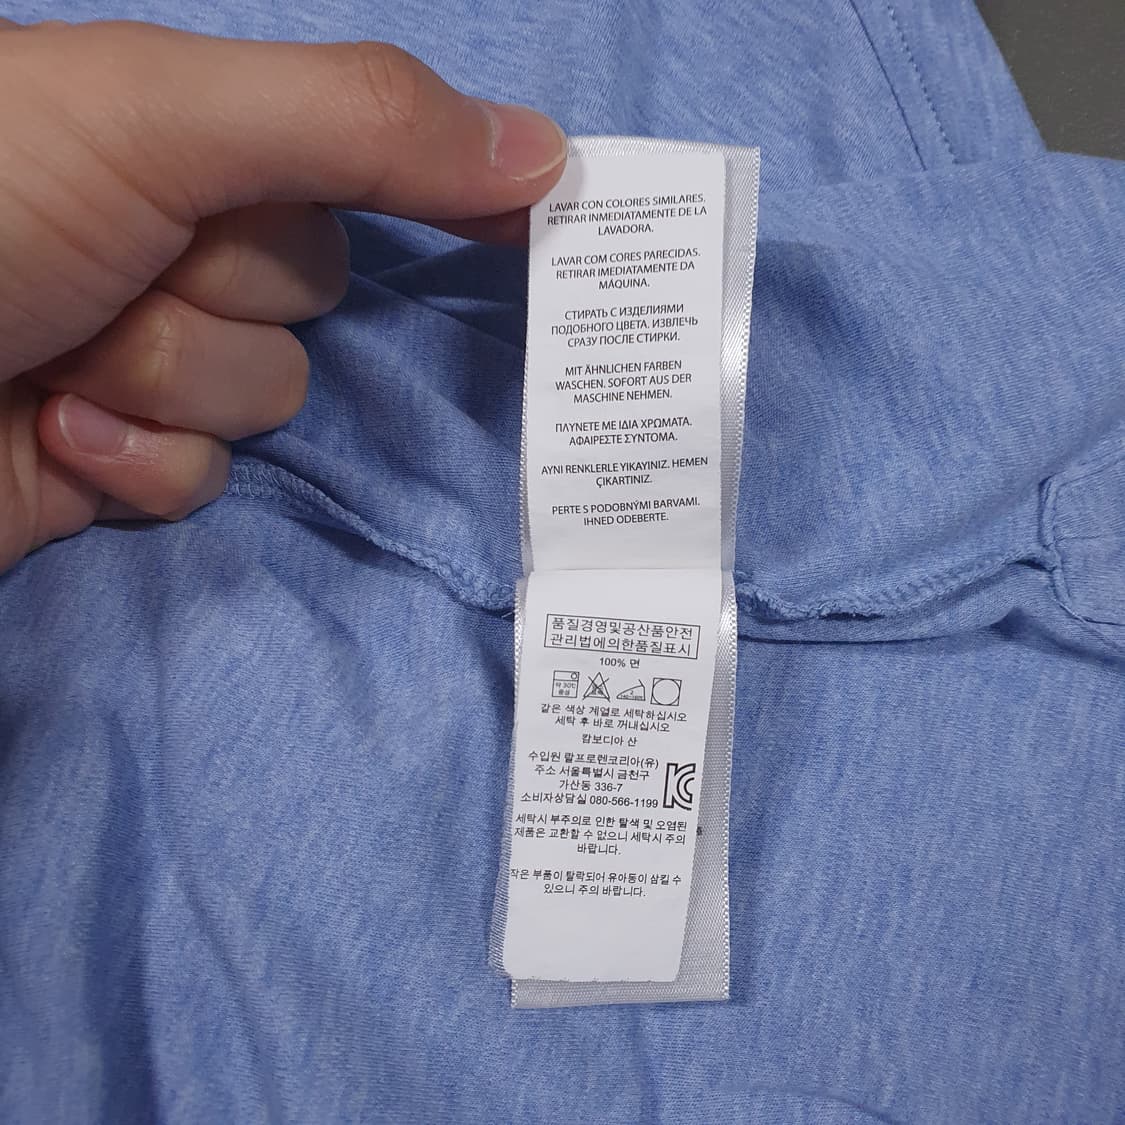 LAVAR CON COLORES SIMILARES.
RETIRAR INMEDIATAMENTE DE LA
LAVADORA.
LAVAR COM CORES PARECIDAS.
RETIRAR IMEDIATAMENTE DA
MÁQUINA.
СТИРАТЬ С ИЗДЕЛИЯМИ
ПОДОБНОГО ЦВЕТА. ИЗВЛЕЧЬ
СРАЗУ ПОСЛЕ СТИРКИ.
MIT ÄHNLICHEN FARBEN
WASCHEN. SOFORT AUS DER
MASCHINE NEHMEN.
ΠΛΥΝΕΤΕ ΜΕ ΙΔΙΑ ΧΡΩΜΑΤΑ.
ΑΦΑΙΡΕΣΤΕ ΣΥΝΤΟΜΑ.
AYNI RENKLERLE YIKAYINIZ. HEMEN
ÇIKARTINIZ.
PERTE S PODOBNÝMI BARVAMI.
IHNED ODEBERTE.
품질경영및공산품안전
관리법에의한품질표시
100% 면
약 30℃
중성
같은 색상 계열로 세탁하십시오
세탁 후 바로 꺼내십시오
캄보디아 산
수입원 랄프로렌코리아(유)
주소 서울특별시 금천구
가산동 336-7
소비자상담실 080-566-1199
세탁시 부주의로 인한 탈색 및 오염된
제품은 교환할 수 없으니 세탁시 주의
바랍니다.
작은 부품이 탈락되어 유아동이 삼킬 수
있으니 주의 바랍니다.